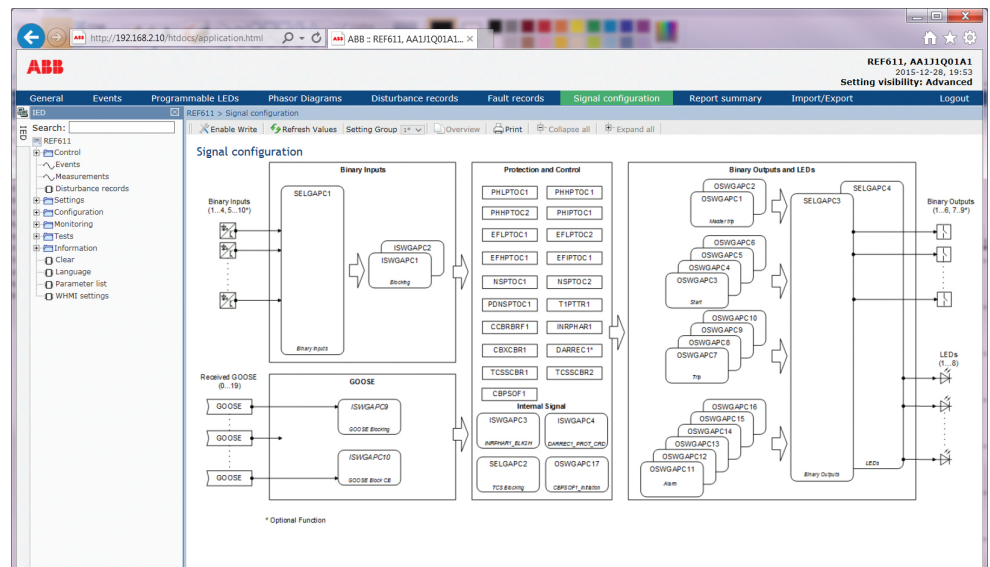 http://192.168.2.10/htdocs/application.html
ABB :: REF611, AA1J1Q01A1...
ABB
REF611, AA1J1Q01A1
2015-12-28, 19:53
Setting visibility: Advanced
General Events Programmable LEDs Phasor Diagrams Disturbance records Fault records Signal configuration Report summary Import/Export Logout
IED
REF611 > Signal configuration
IED
Search:
Enable Write Refresh Values Setting Group 1* Overview Print Collapse all Expand all
REF611
Control
Events
Measurements
Disturbance records
Settings
Configuration
Monitoring
Tests
Information
Clear
Language
Parameter list
WHMI settings
Signal configuration
Binary Inputs
(1...4, 5...10*)
Binary Inputs
SELGAPC1
Binary Inputs
ISWGAPC2
ISWGAPC1
Blocking
Received GOOSE
(0...19)
GOOSE
GOOSE
GOOSE
GOOSE
ISWGAPC9
GOOSE Blocking
ISWGAPC10
GOOSE Block CB
Protection and Control
PHLPTOC1 PHHPTOC1
PHHPTOC2 PHIPTOC1
EFLPTOC1 EFLPTOC2
EFHPTOC1 EFIPTOC1
NSPTOC1 NSPTOC2
PDNSPTOC1 T1PTTR1
CCBRBRF1 INRPHAR1
CBXCBR1 DARREC1*
TCSSCBR1 TCSSCBR2
CBPSOF1
Internal Signal
ISWGAPC3
INRPHAR1_BLK2H
ISWGAPC4
DARREC1_PROT_CRD
SELGAPC2
TCS Blocking
OSWGAPC17
CBPSOF1_Initiation
Binary Outputs and LEDs
OSWGAPC2
OSWGAPC1
Master trip
OSWGAPC6
OSWGAPC5
OSWGAPC4
OSWGAPC3
Start
OSWGAPC10
OSWGAPC9
OSWGAPC8
OSWGAPC7
Trip
OSWGAPC16
OSWGAPC15
OSWGAPC14
OSWGAPC13
OSWGAPC12
OSWGAPC11
Alarm
SELGAPC4
SELGAPC3
LEDs
Binary Outputs
Binary Outputs
(1...6, 7..9*)
LEDs
(1...8)
* Optional Function